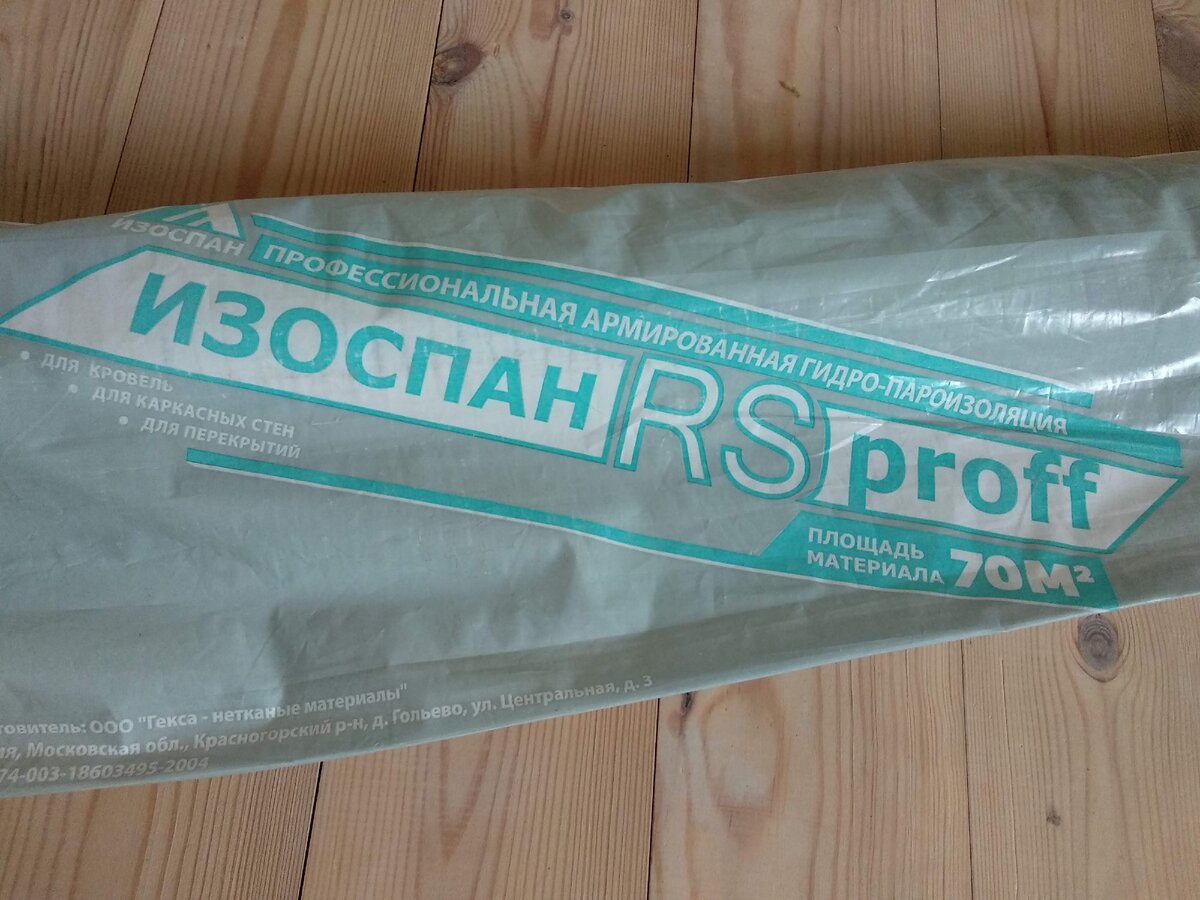 ИЗОСПАН
ПРОФЕССИОНАЛЬНАЯ АРМИРОВАННАЯ ГИДРО-ПАРОИЗОЛЯЦИЯ
ИЗОСПАН RS proff
• ДЛЯ КРОВЕЛЬ
• ДЛЯ КАРКАСНЫХ СТЕН
• ДЛЯ ПЕРЕКРЫТИЙ
ПЛОЩАДЬ
МАТЕРИАЛА 70М²
товитель: ООО "Гекса - нетканые материалы"
ия, Московская обл., Красногорский р-н, д. Гольево, ул. Центральная, д. 3
74-003-18603495-2004